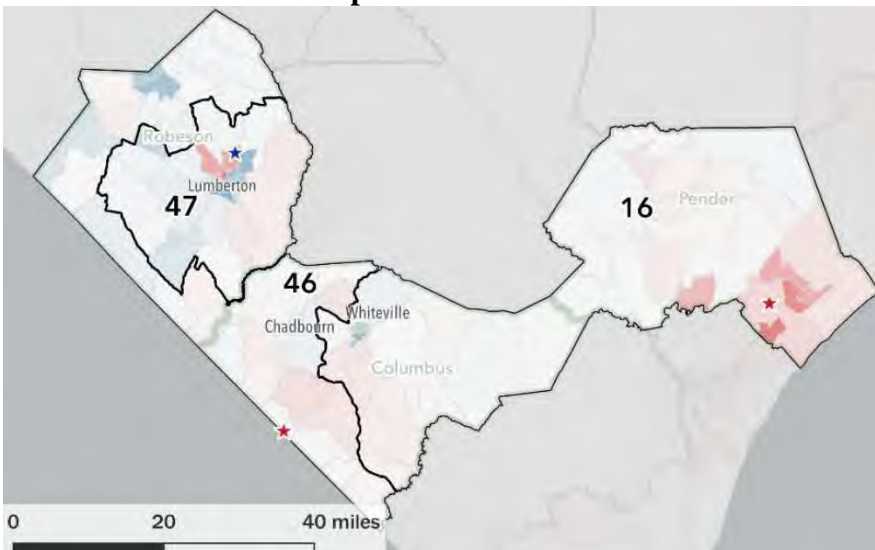 Robeson
Lumberton
47
16
Pender
46
Whiteville
Chadbourn
Columbus
0 20 40 miles